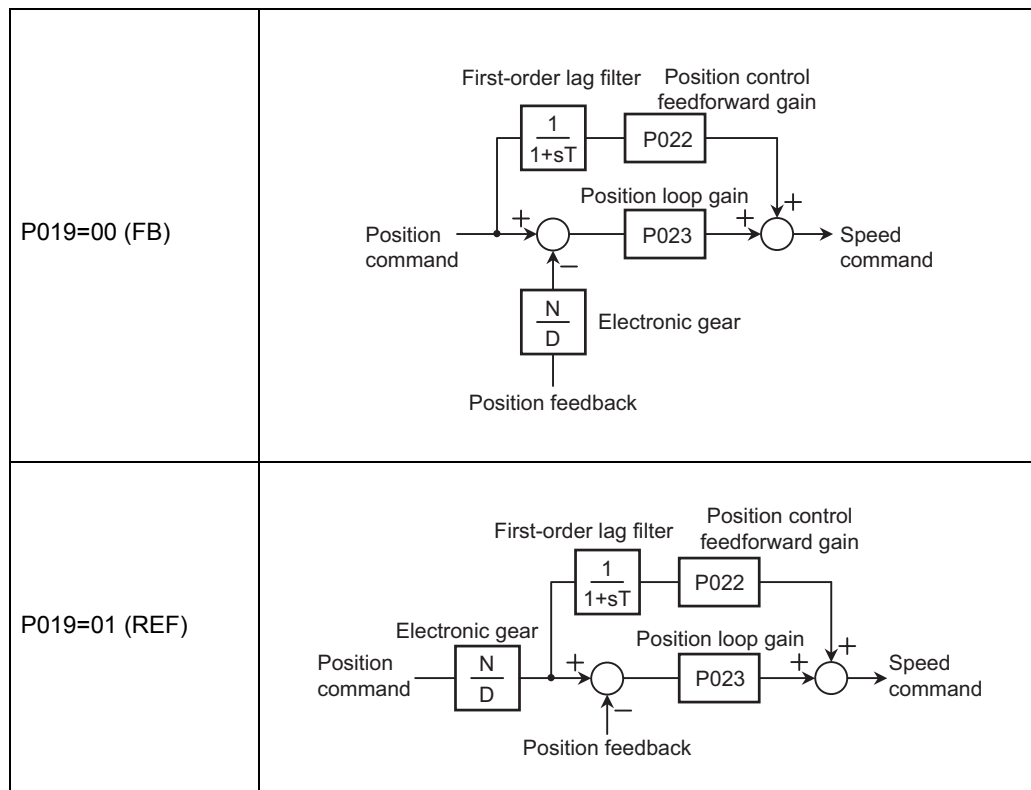 P019=00 (FB)
First-order lag filter
Position control
feedforward gain
1
1+sT
P022
Position loop gain
+
+
+
Position
command
P023
Speed
command
−
N
D
Electronic gear
Position feedback
P019=01 (REF)
Position control
feedforward gain
First-order lag filter
1
1+sT
P022
Electronic gear
Position loop gain
+
+
+
Position
command
N
D
P023
Speed
command
−
Position feedback